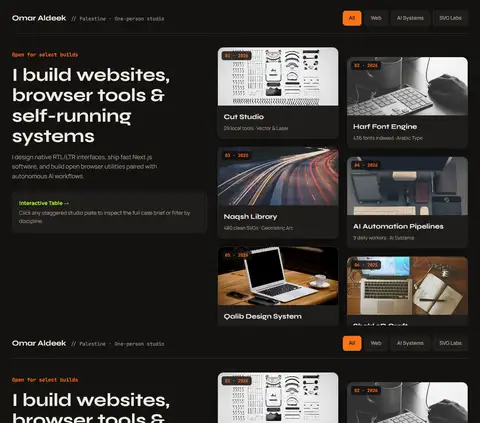 Omar Aldeek // Palestine · One-person studio
All Web AI Systems SVG Labs
Open for select builds
I build websites,
browser tools &
self-running
systems
I design native RTL/LTR interfaces, ship fast Next.js
software, and build open browser utilities paired with
autonomous AI workflows.
Interactive Table —
Click any staggered studio plate to inspect the full case brief or filter by
discipline.
01 · 2026
Cut Studio
29 local tools · Vector & Laser
02 · 2026
Harf Font Engine
436 fonts indexed · Arabic Type
03 · 2025
Naqsh Library
480 clean SVGs · Geometric Art
04 · 2026
AI Automation Pipelines
9 daily workers · AI Systems
05 · 2026
Qalib Design System
06 · 2025
Omar Aldeek // Palestine · One-person studio
All Web AI Systems SVG Labs
Open for select builds
I build websites,
browser tools &
01 · 2026
02 · 2026